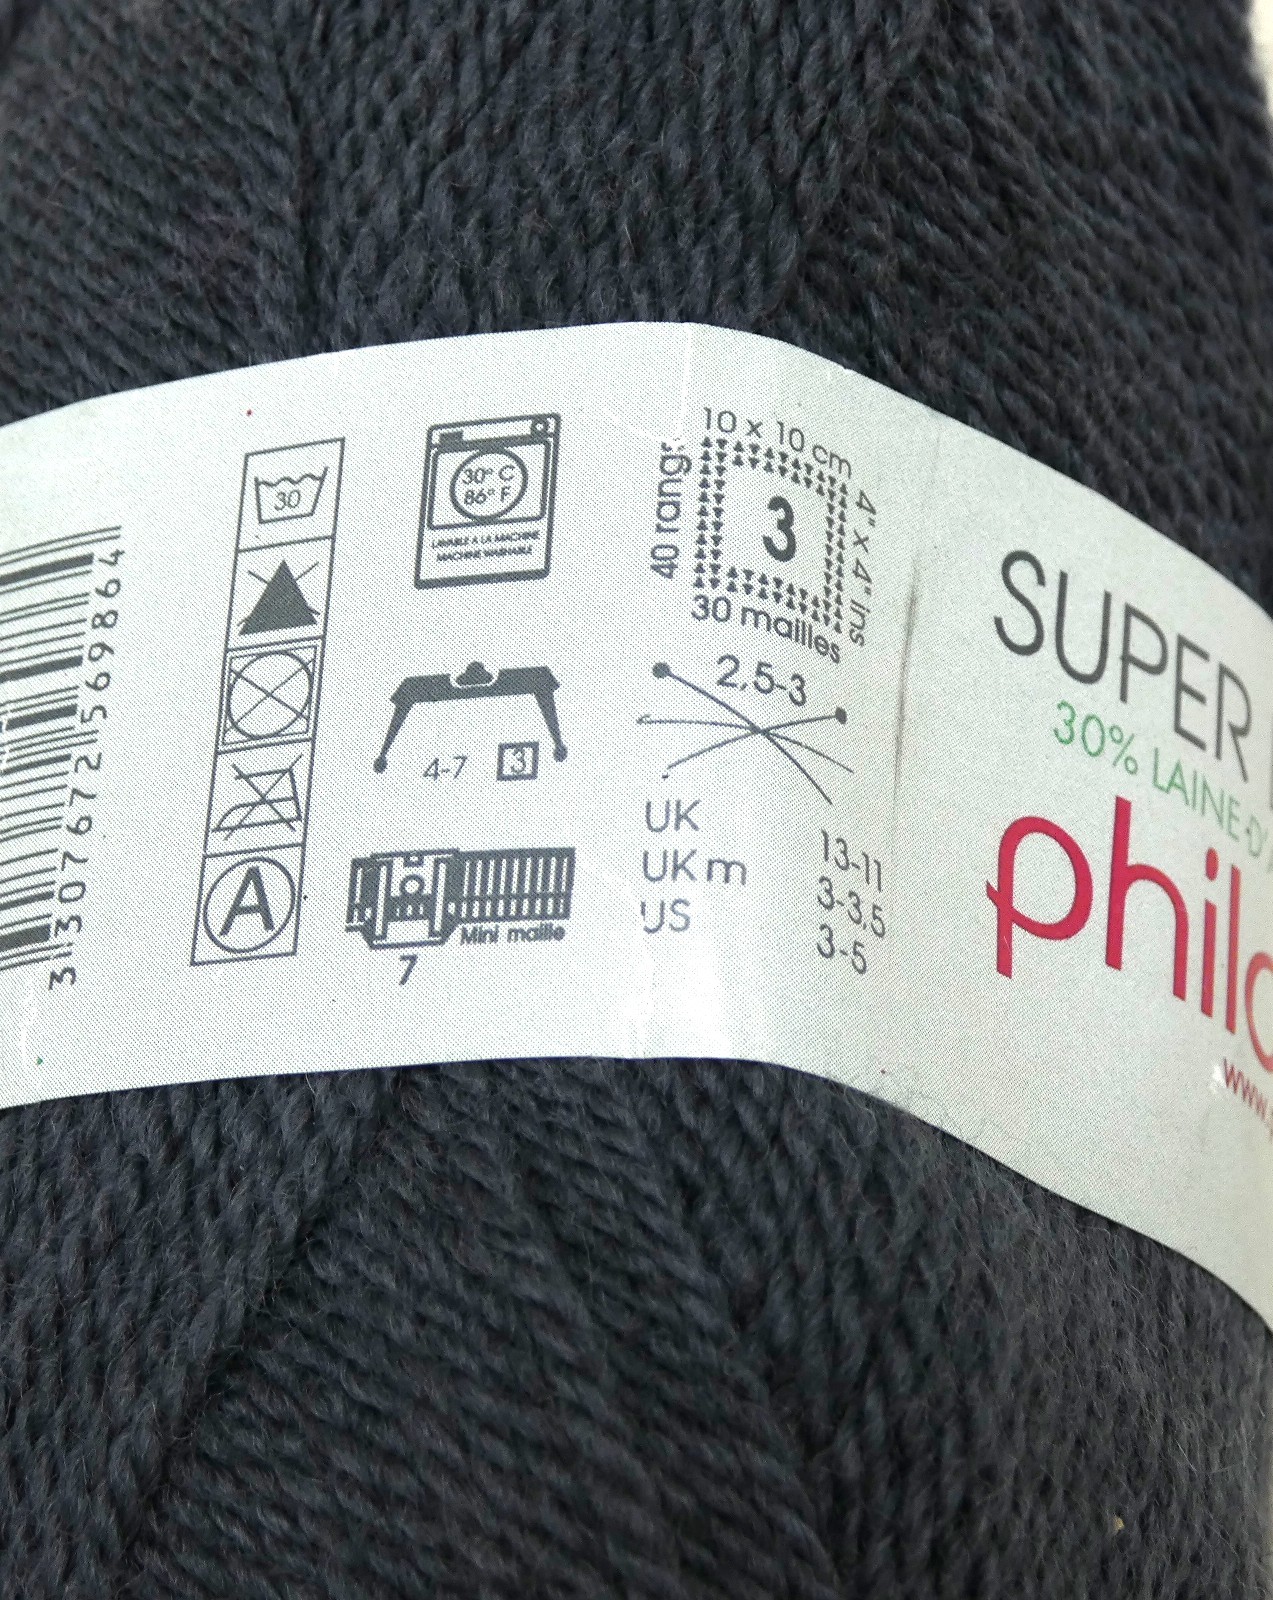 3307672569864
30
A
30° C
86° F
LAVABLE A LA MACHINE
MACHINE WASHABLE
4-7 3
Mini maille
7
10 x 10 cm
40 rangs
3
4" x 4" ins
30 mailles
2,5-3
UK 13-11
UK m 3-3,5
US 3-5
SUPER
30% LAINE D'
phil
www.